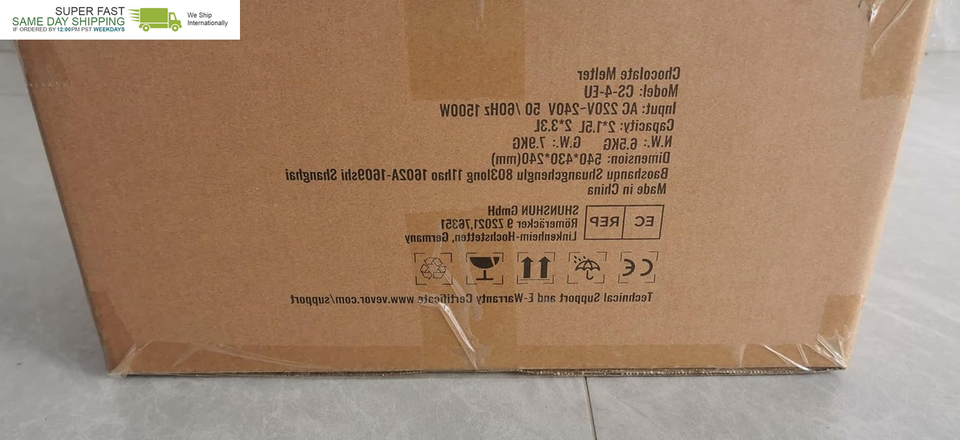 SUPER FAST
SAME DAY SHIPPING
IF ORDERED BY 12:00PM PST WEEKDAYS
We Ship
Internationally
Chocolate Melter
Model: CS-4-EU
Input: AC 220V~240V 50 /60Hz 1500W
Capacity: 2*1.5L 2*3.3L
N.W.: 6.5KG G.W.: 7.9KG
Dimension: 540*430*240(mm)
Baoshanqu Shuangchenglu 803long 11hao 1602A-1609shi Shanghai
Made in China
EC REP
SHUNSHUN GmbH
Römeräcker 9 Z2021,76351
Linkenheim-Hochstetten, Germany
CE
Technical Support and E-Warranty Certificate www.vevor.com/support